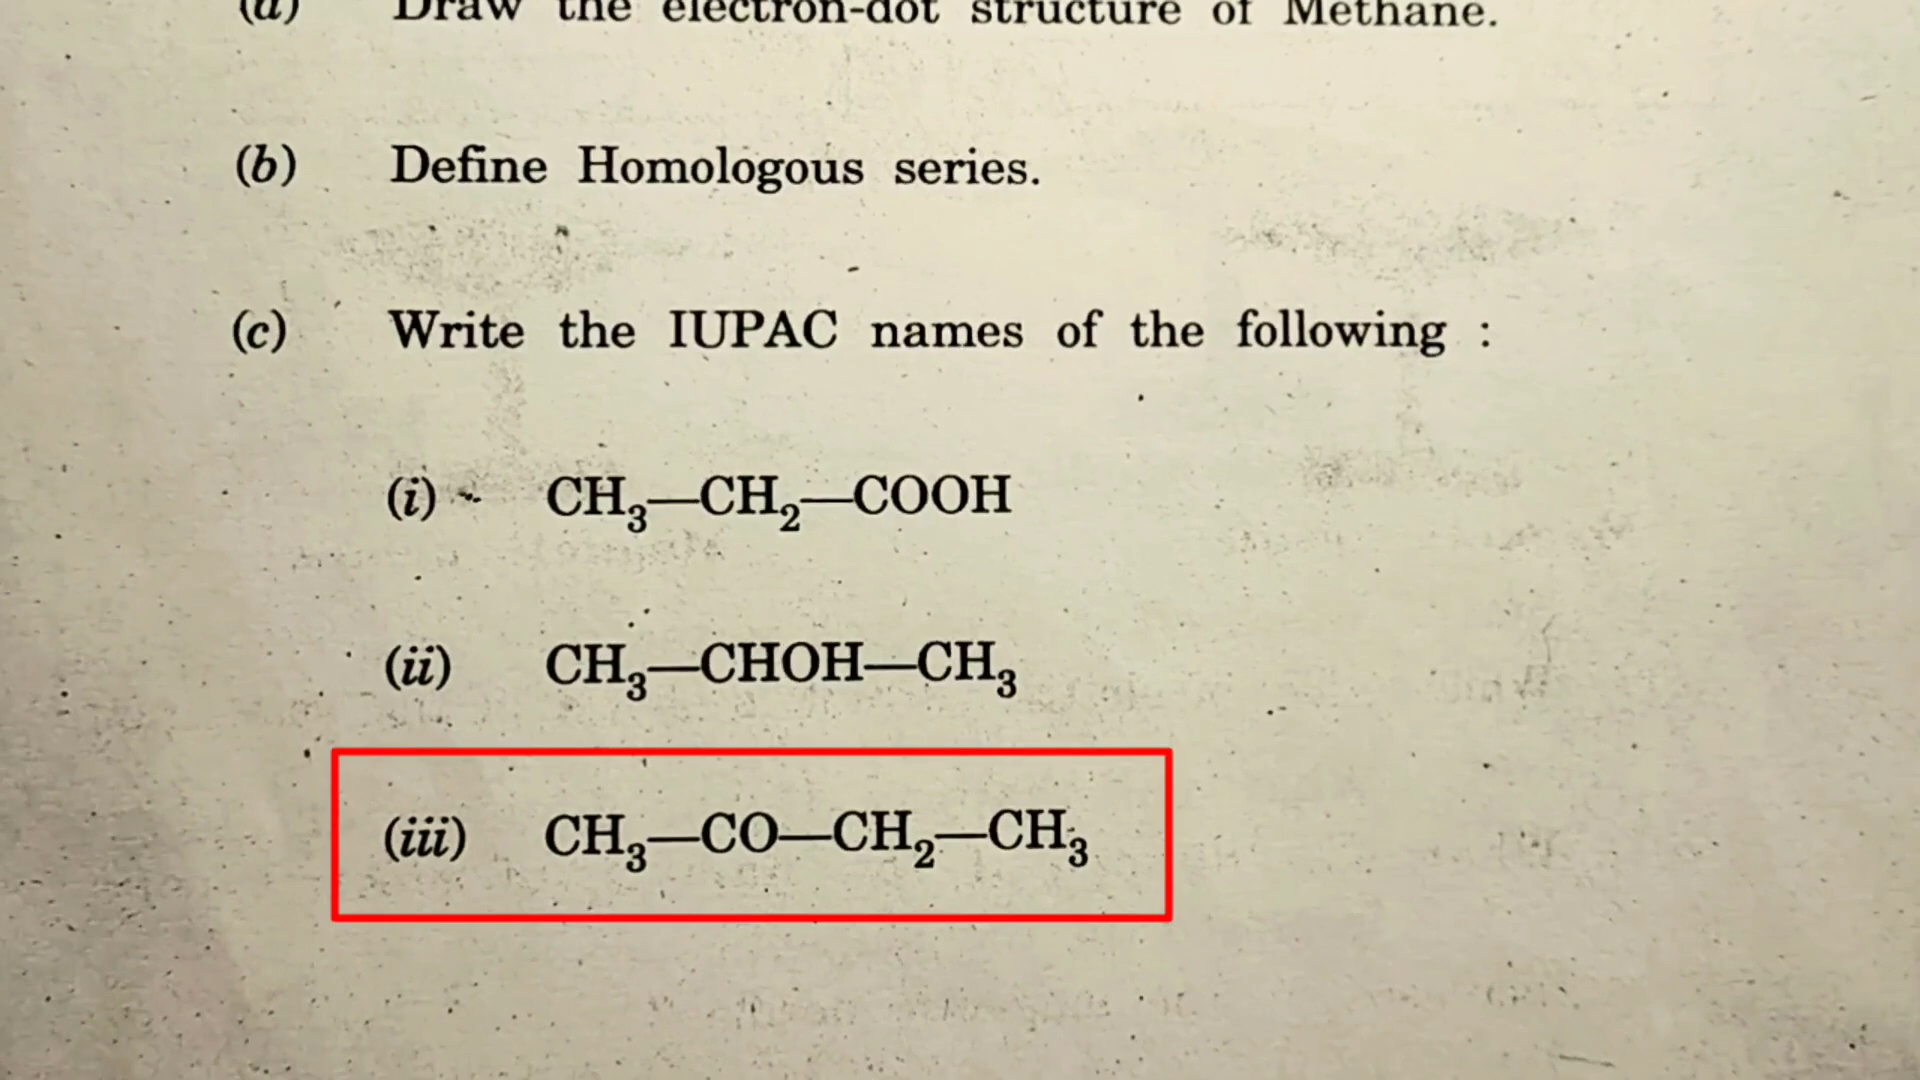 (a) Draw the electron-dot structure of Methane.
(b) Define Homologous series.
(c) Write the IUPAC names of the following :
(i) CH₃—CH₂—COOH
(ii) CH₃—CHOH—CH₃
(iii) CH₃—CO—CH₂—CH₃